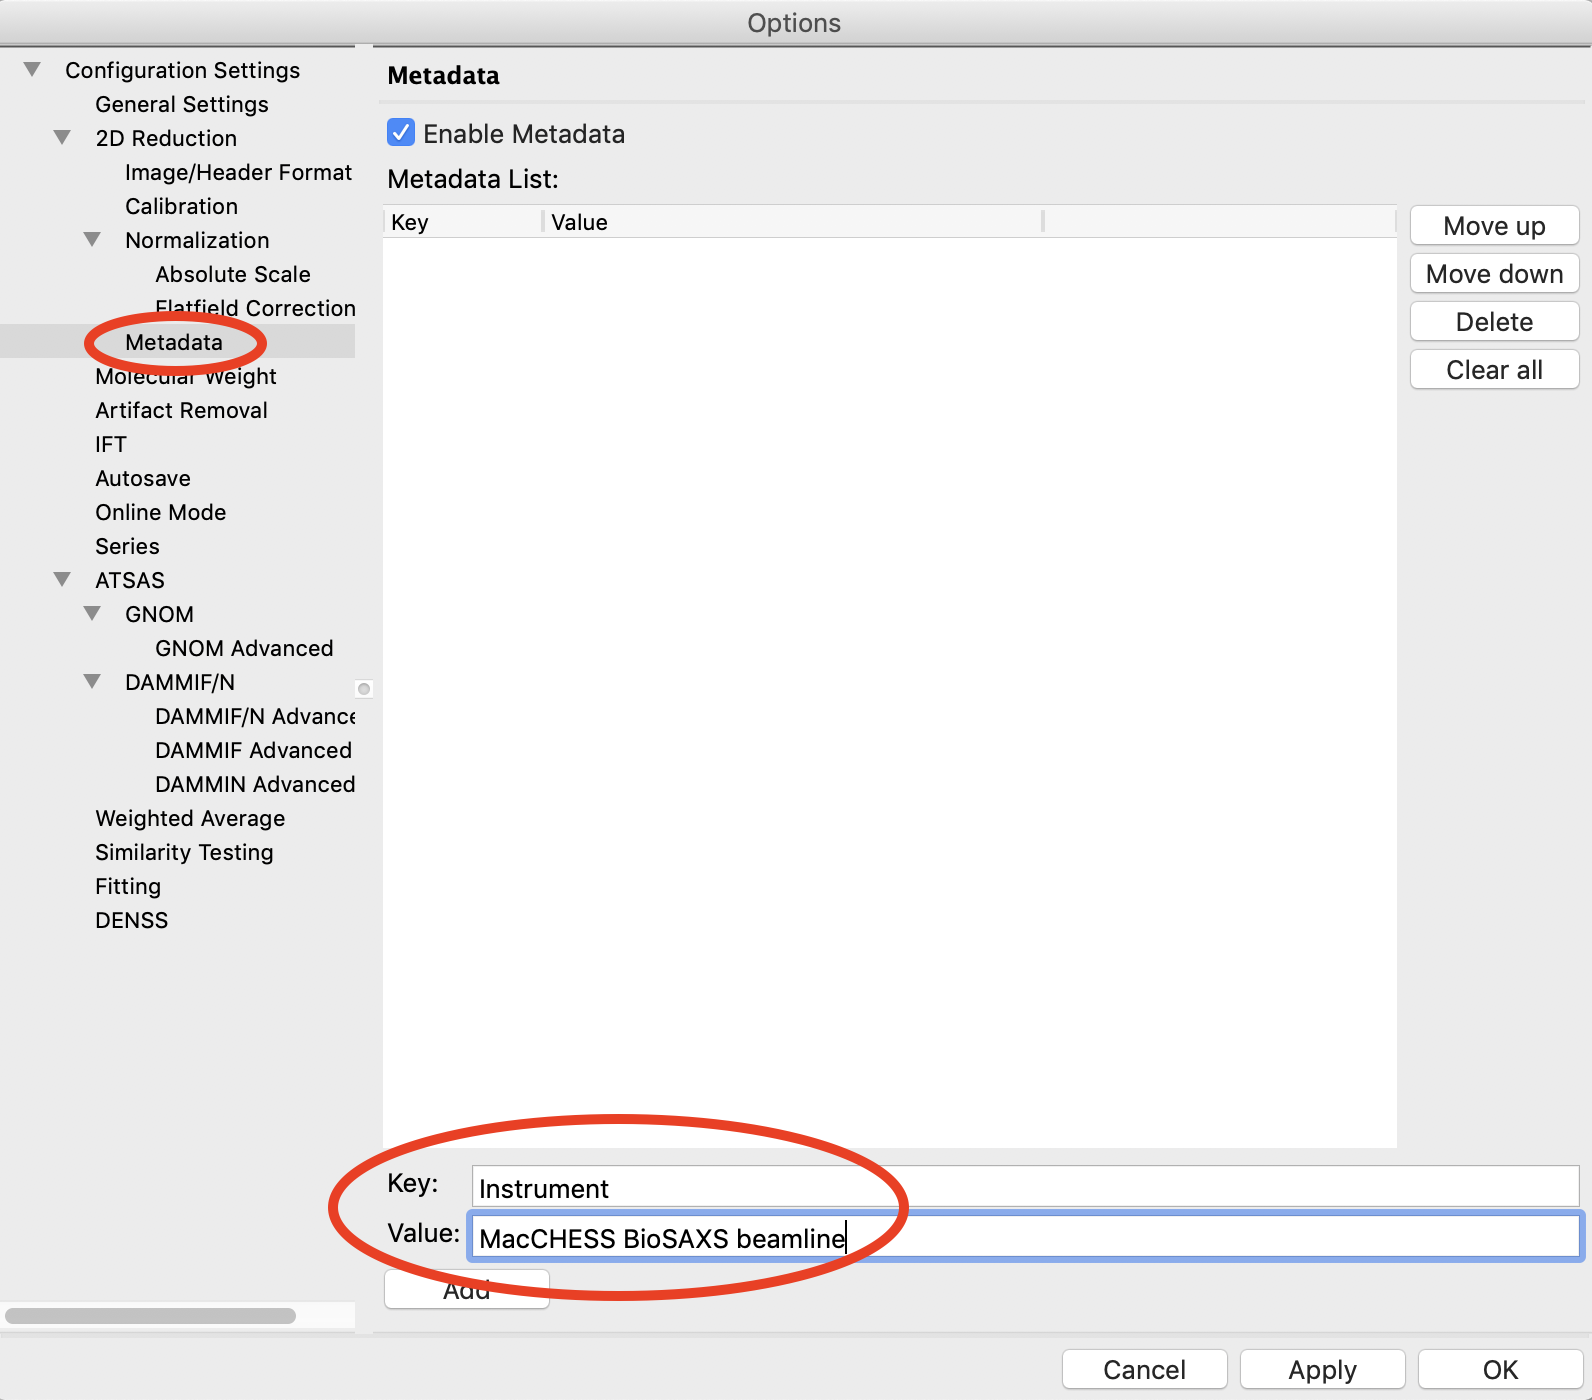 Options
Configuration Settings
General Settings
2D Reduction
Image/Header Format
Calibration
Normalization
Absolute Scale
Flatfield Correction
Metadata
Molecular Weight
Artifact Removal
IFT
Autosave
Online Mode
Series
ATSAS
GNOM
GNOM Advanced
DAMMIF/N
DAMMIF/N Advance
DAMMIF Advanced
DAMMIN Advanced
Weighted Average
Similarity Testing
Fitting
DENSS
Metadata
Enable Metadata
Metadata List:
Key Value
Move up
Move down
Delete
Clear all
Key: Instrument
Value: MacCHESS BioSAXS beamline
Add
Cancel Apply OK